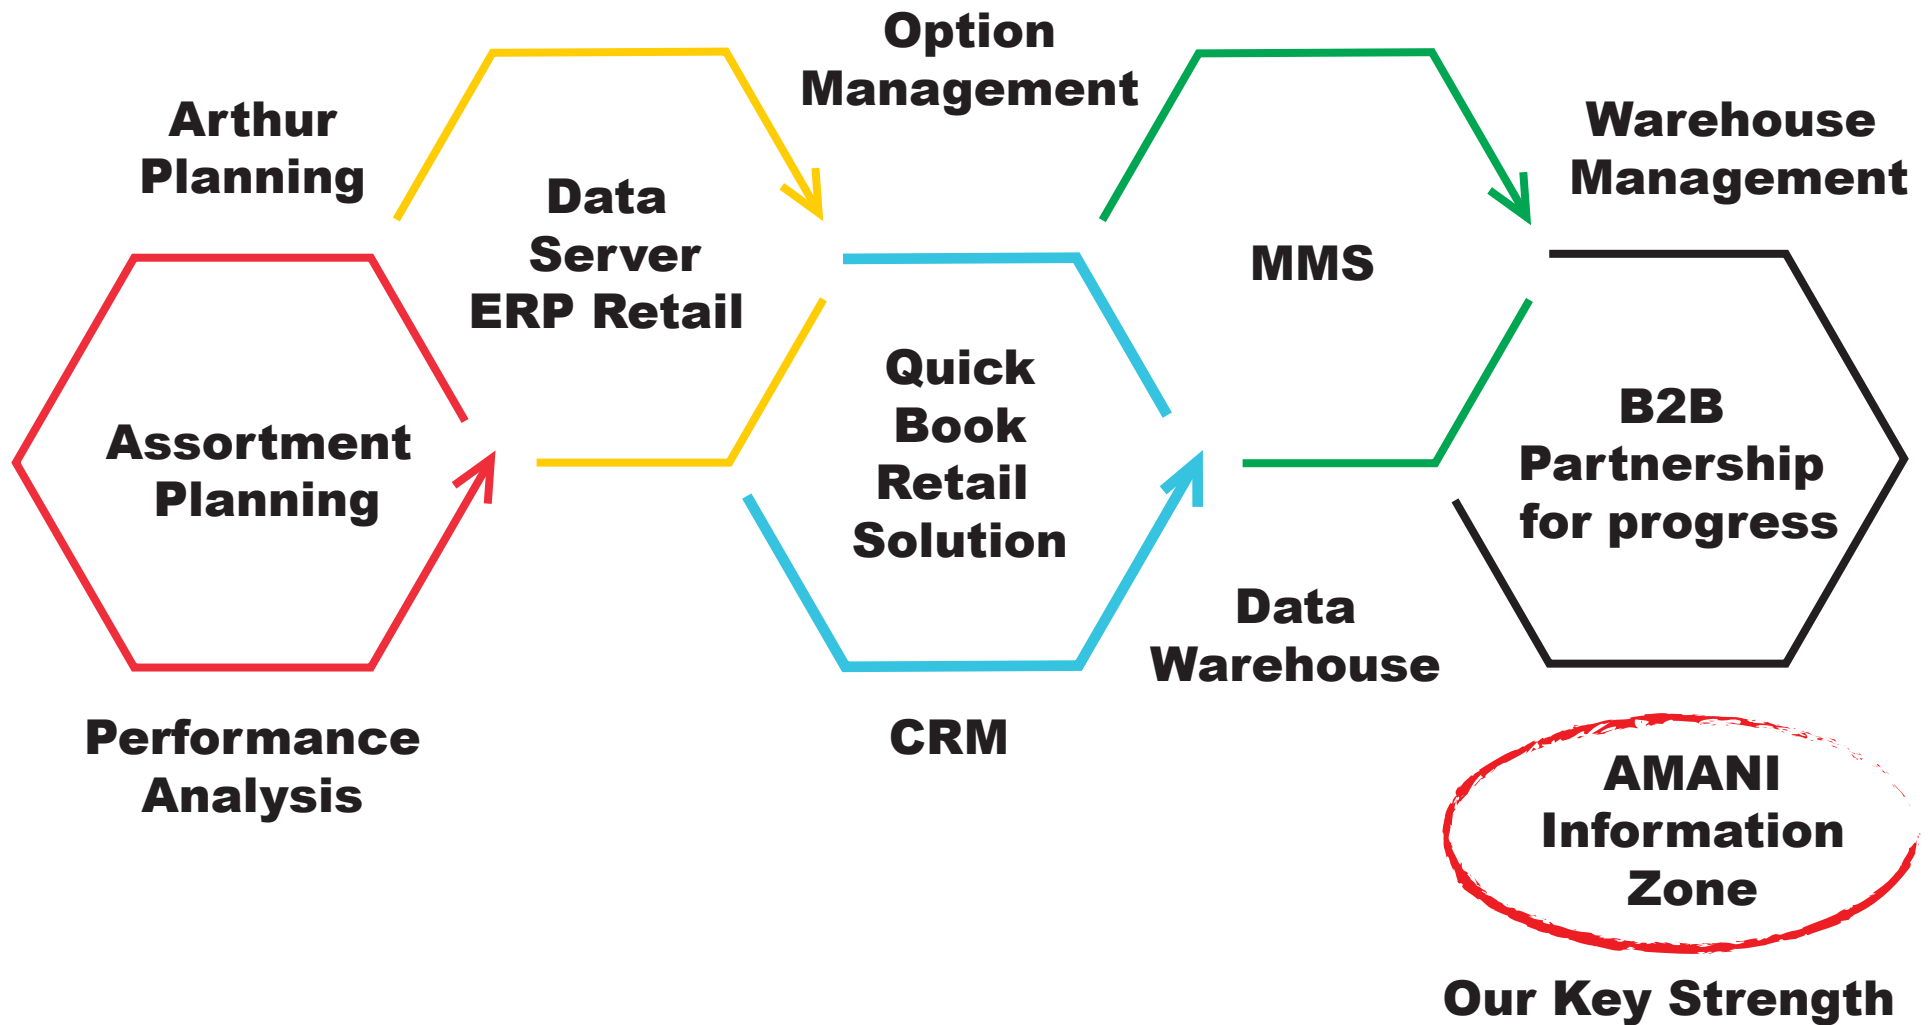 Arthur
Planning
Option
Management
Warehouse
Management
Data
Server
ERP Retail
MMS
Assortment
Planning
Quick
Book
Retail
Solution
B2B
Partnership
for progress
Data
Warehouse
Performance
Analysis
CRM
AMANI
Information
Zone
Our Key Strength